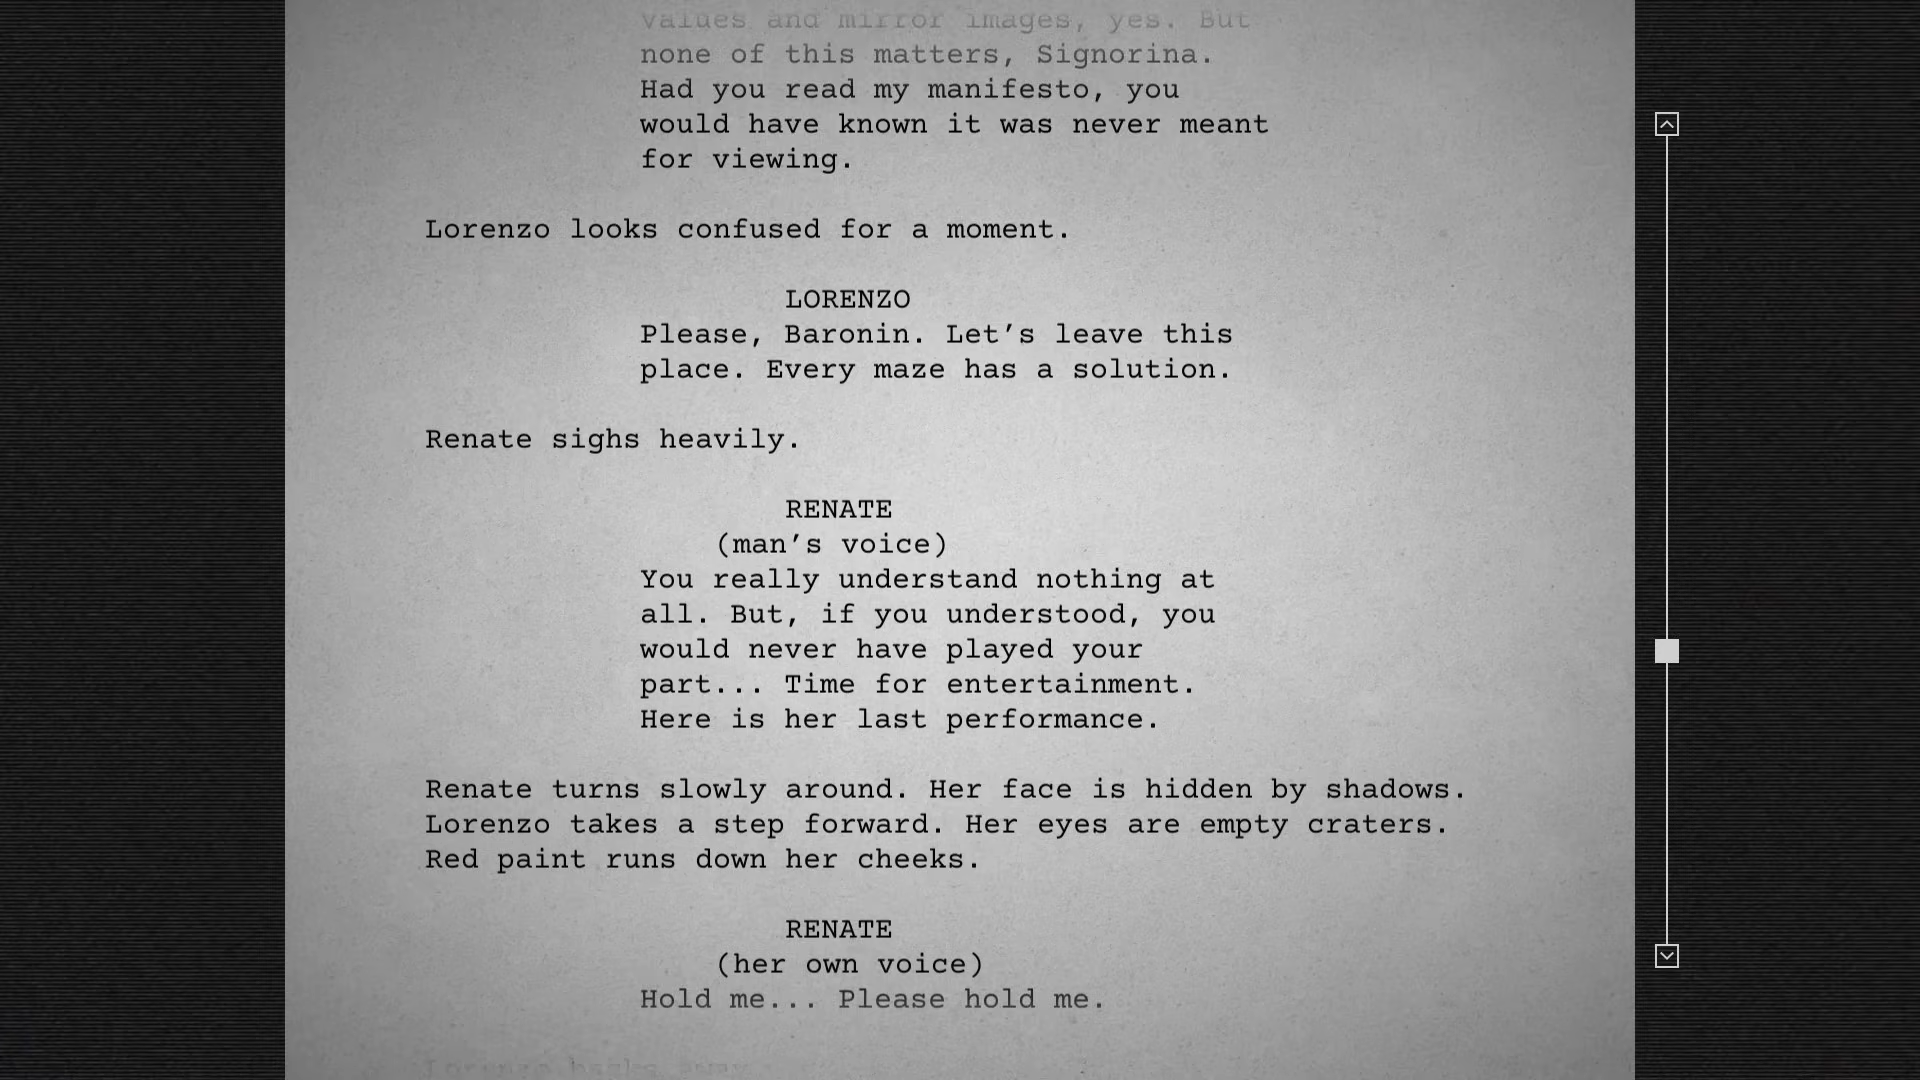 values and mirror images, yes. But
none of this matters, Signorina.
Had you read my manifesto, you
would have known it was never meant
for viewing.
Lorenzo looks confused for a moment.
LORENZO
Please, Baronin. Let’s leave this
place. Every maze has a solution.
Renate sighs heavily.
RENATE
(man’s voice)
You really understand nothing at
all. But, if you understood, you
would never have played your
part... Time for entertainment.
Here is her last performance.
Renate turns slowly around. Her face is hidden by shadows.
Lorenzo takes a step forward. Her eyes are empty craters.
Red paint runs down her cheeks.
RENATE
(her own voice)
Hold me... Please hold me.
Lorenzo backs away